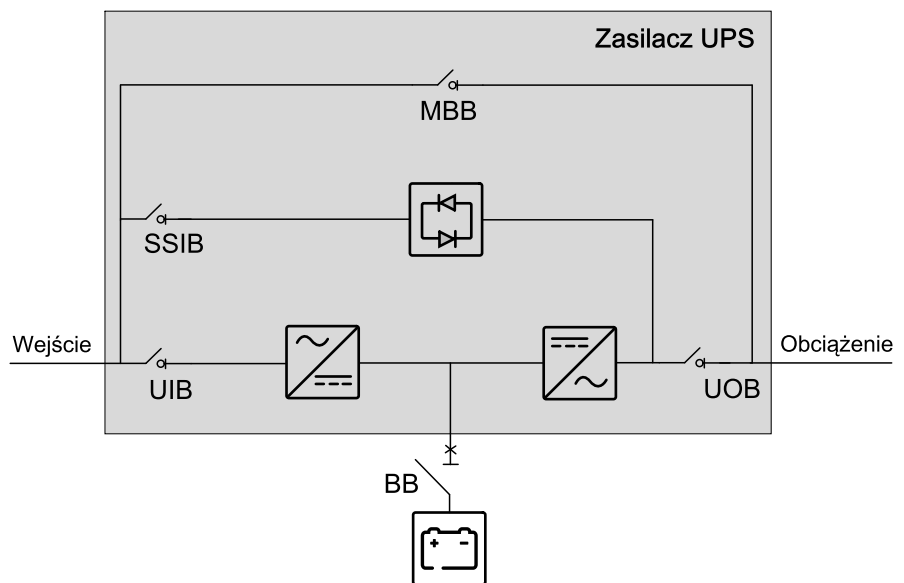 Zasilacz UPS
MBB
SSIB
Wejście
Obciążenie
UIB
UOB
BB